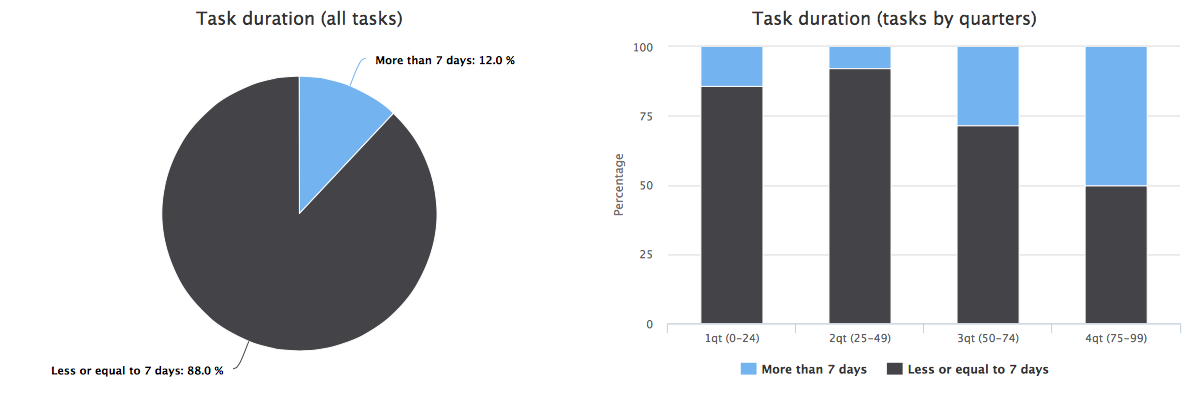 Task duration (all tasks)
More than 7 days: 12.0 %
Less or equal to 7 days: 88.0 %
Task duration (tasks by quarters)
Percentage
100
75
50
25
0
1qt (0-24) 2qt (25-49) 3qt (50-74) 4qt (75-99)
More than 7 days Less or equal to 7 days